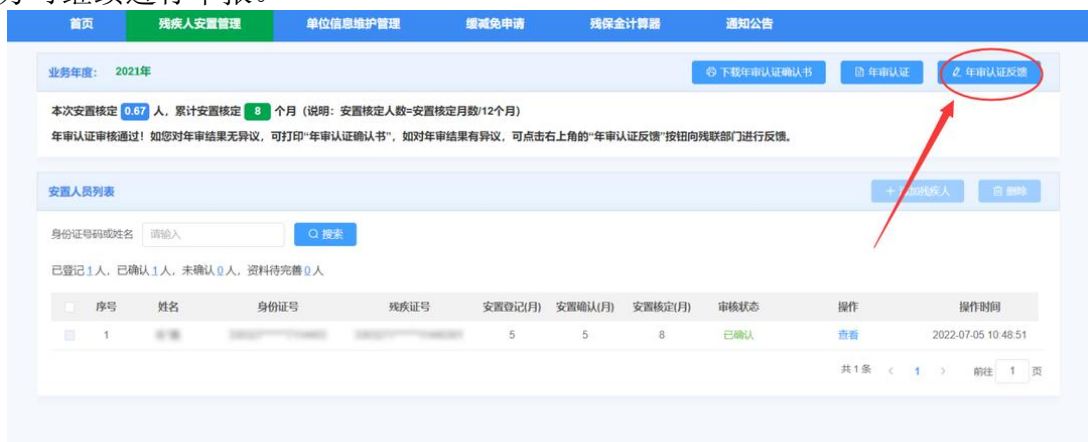 首页 残疾人安置管理 单位信息维护管理 缓减免申请 残保金计算器 通知公告
业务年度： 2021年 下载年审认证确认书 年审认证 年审认证反馈
本次安置核定 0.67 人，累计安置核定 8 个月（说明：安置核定人数=安置核定月数/12个月）
年审认证审核通过！如您对年审结果无异议，可打印“年审认证确认书”，如对年审结果有异议，可点击右上角的“年审认证反馈”按钮向残联部门进行反馈。
安置人员列表 + 加残疾人 删除
身份证号码或姓名 请输入 搜索
已登记1人，已确认1人，未确认0人，资料待完善0人
序号 姓名 身份证号 残疾证号 安置登记(月) 安置确认(月) 安置核定(月) 审核状态 操作 操作时间
1 5 5 8 已确认 查看 2022-07-05 10:48:51
共1条 < 1 > 前往 1 页